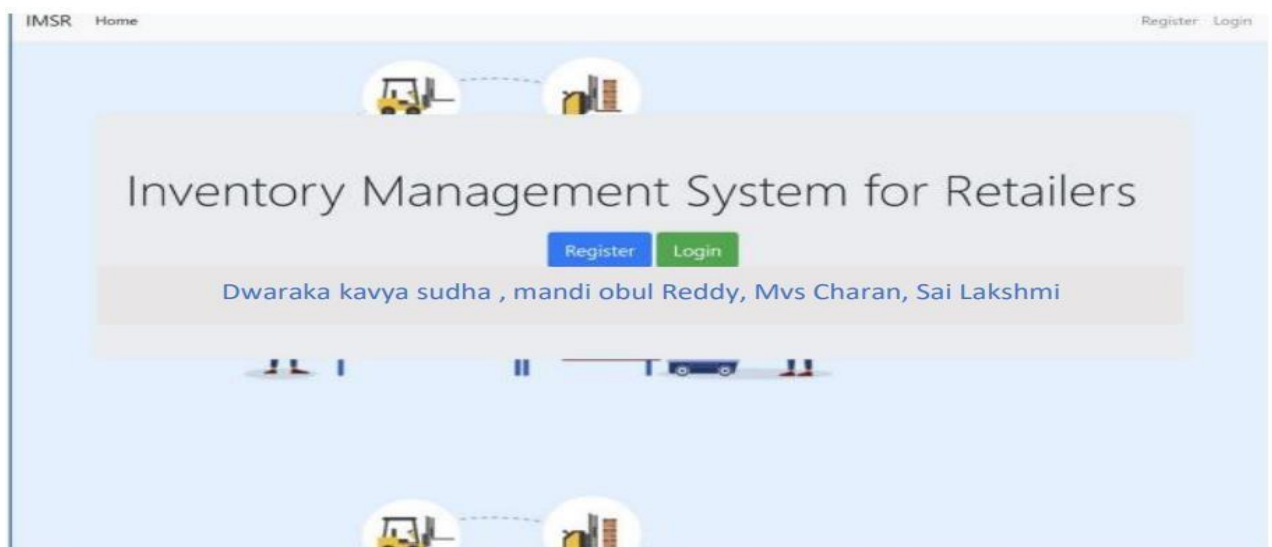 IMSR Home Register Login
Inventory Management System for Retailers
Register Login
Dwaraka kavya sudha , mandi obul Reddy, Mvs Charan, Sai Lakshmi